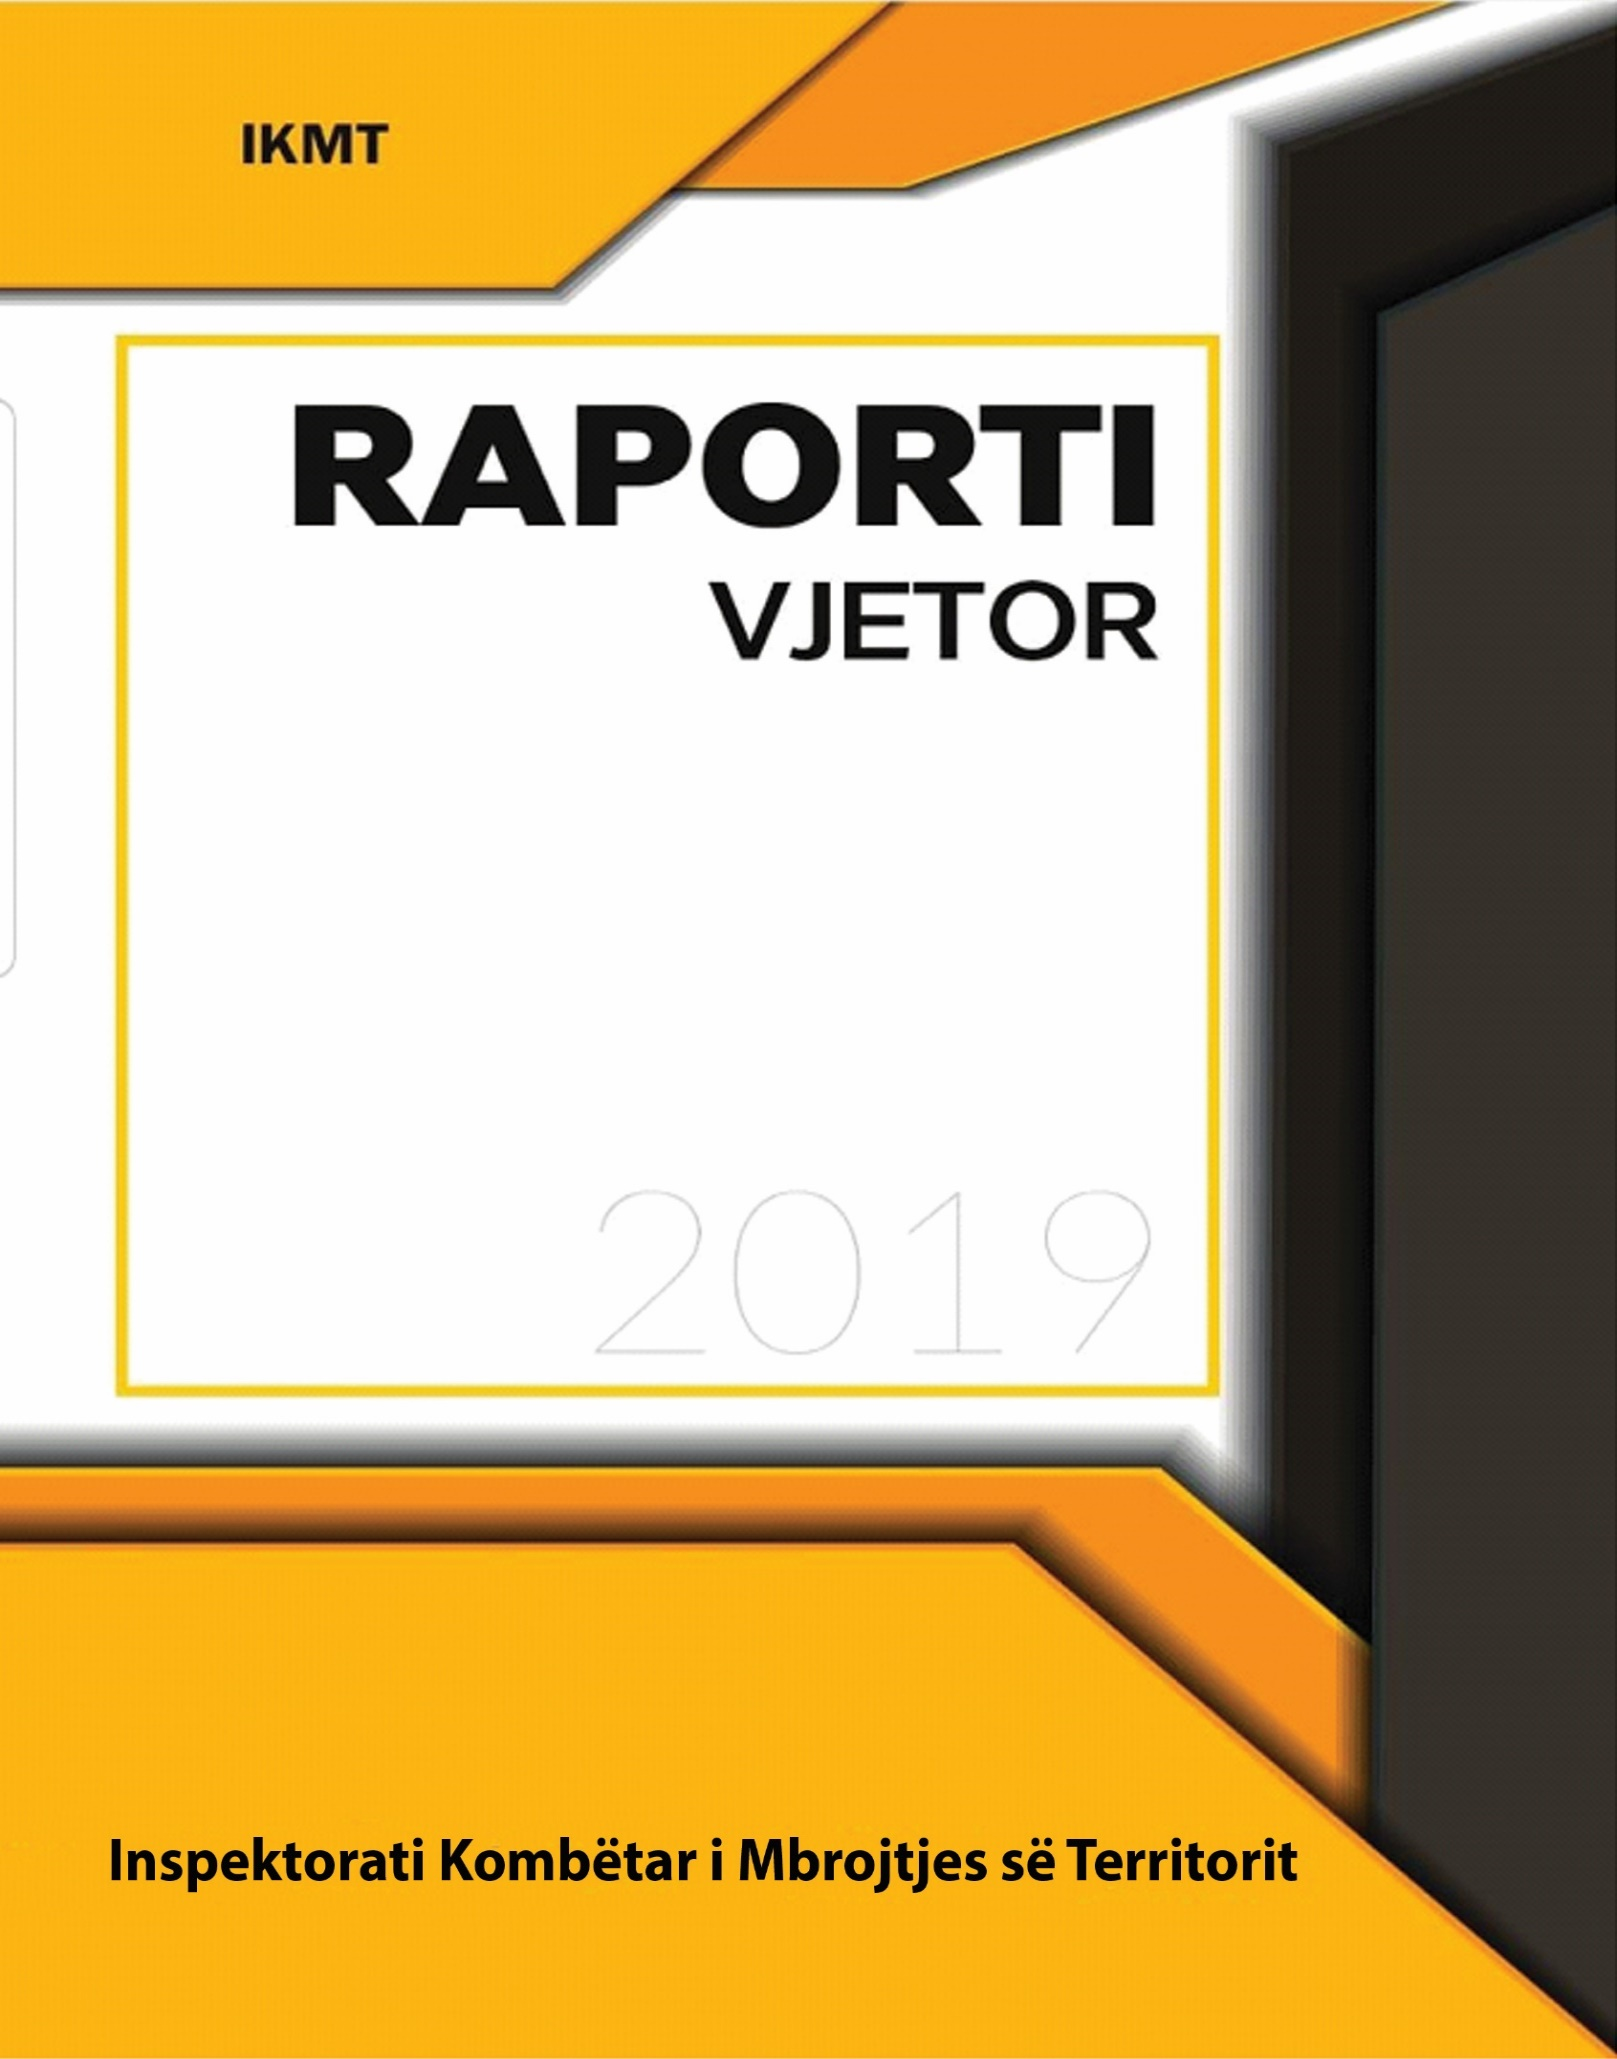 IKMT
RAPORTI
VJETOR
2019
Inspektorati Kombëtar i Mbrojtjes së Territorit